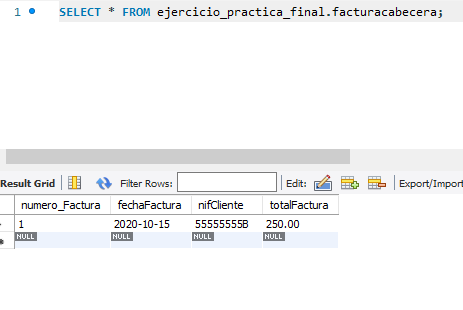 1 SELECT * FROM ejercicio_practica_final.facturacabecera;
Result Grid Filter Rows: Edit: Export/Import
numero_Factura fechaFactura nifCliente totalFactura
1 2020-10-15 55555555B 250.00
NULL NULL NULL NULL